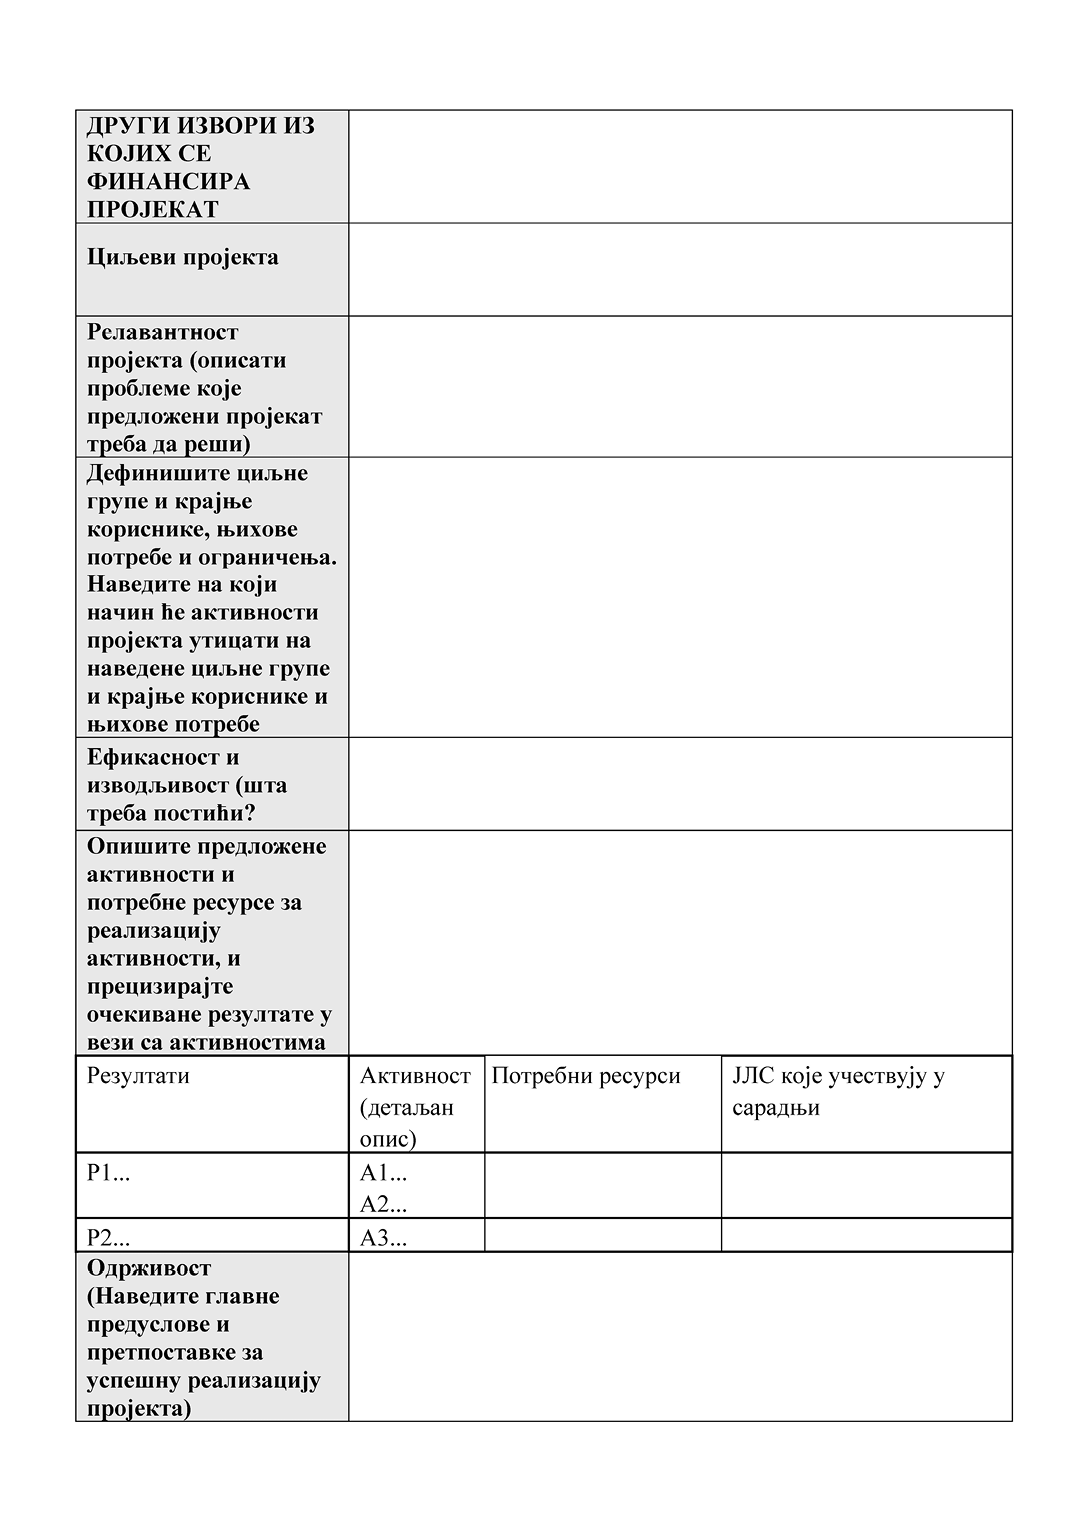 ДРУГИ ИЗВОРИ ИЗ
КОЈИХ СЕ
ФИНАНСИРА
ПРОЈЕКАТ
Циљеви пројекта
Релавантност
пројекта (описати
проблеме које
предложени пројекат
треба да реши)
Дефинишите циљне
групе и крајње
кориснике, њихове
потребе и ограничења.
Наведите на који
начин ће активности
пројекта утицати на
наведене циљне групе
и крајње кориснике и
њихове потребе
Ефикасност и
изводљивост (шта
треба постићи?
Опишите предложене
активности и
потребне ресурсе за
реализацију
активности, и
прецизирајте
очекиване резултате у
вези са активностима
Резултати
Активност
(детаљан
опис)
Потребни ресурси
ЈЛС које учествују у
сарадњи
Р1...
А1...
А2...
Р2...
А3...
Одрживост
(Наведите главне
предуслове и
претпоставке за
успешну реализацију
пројекта)